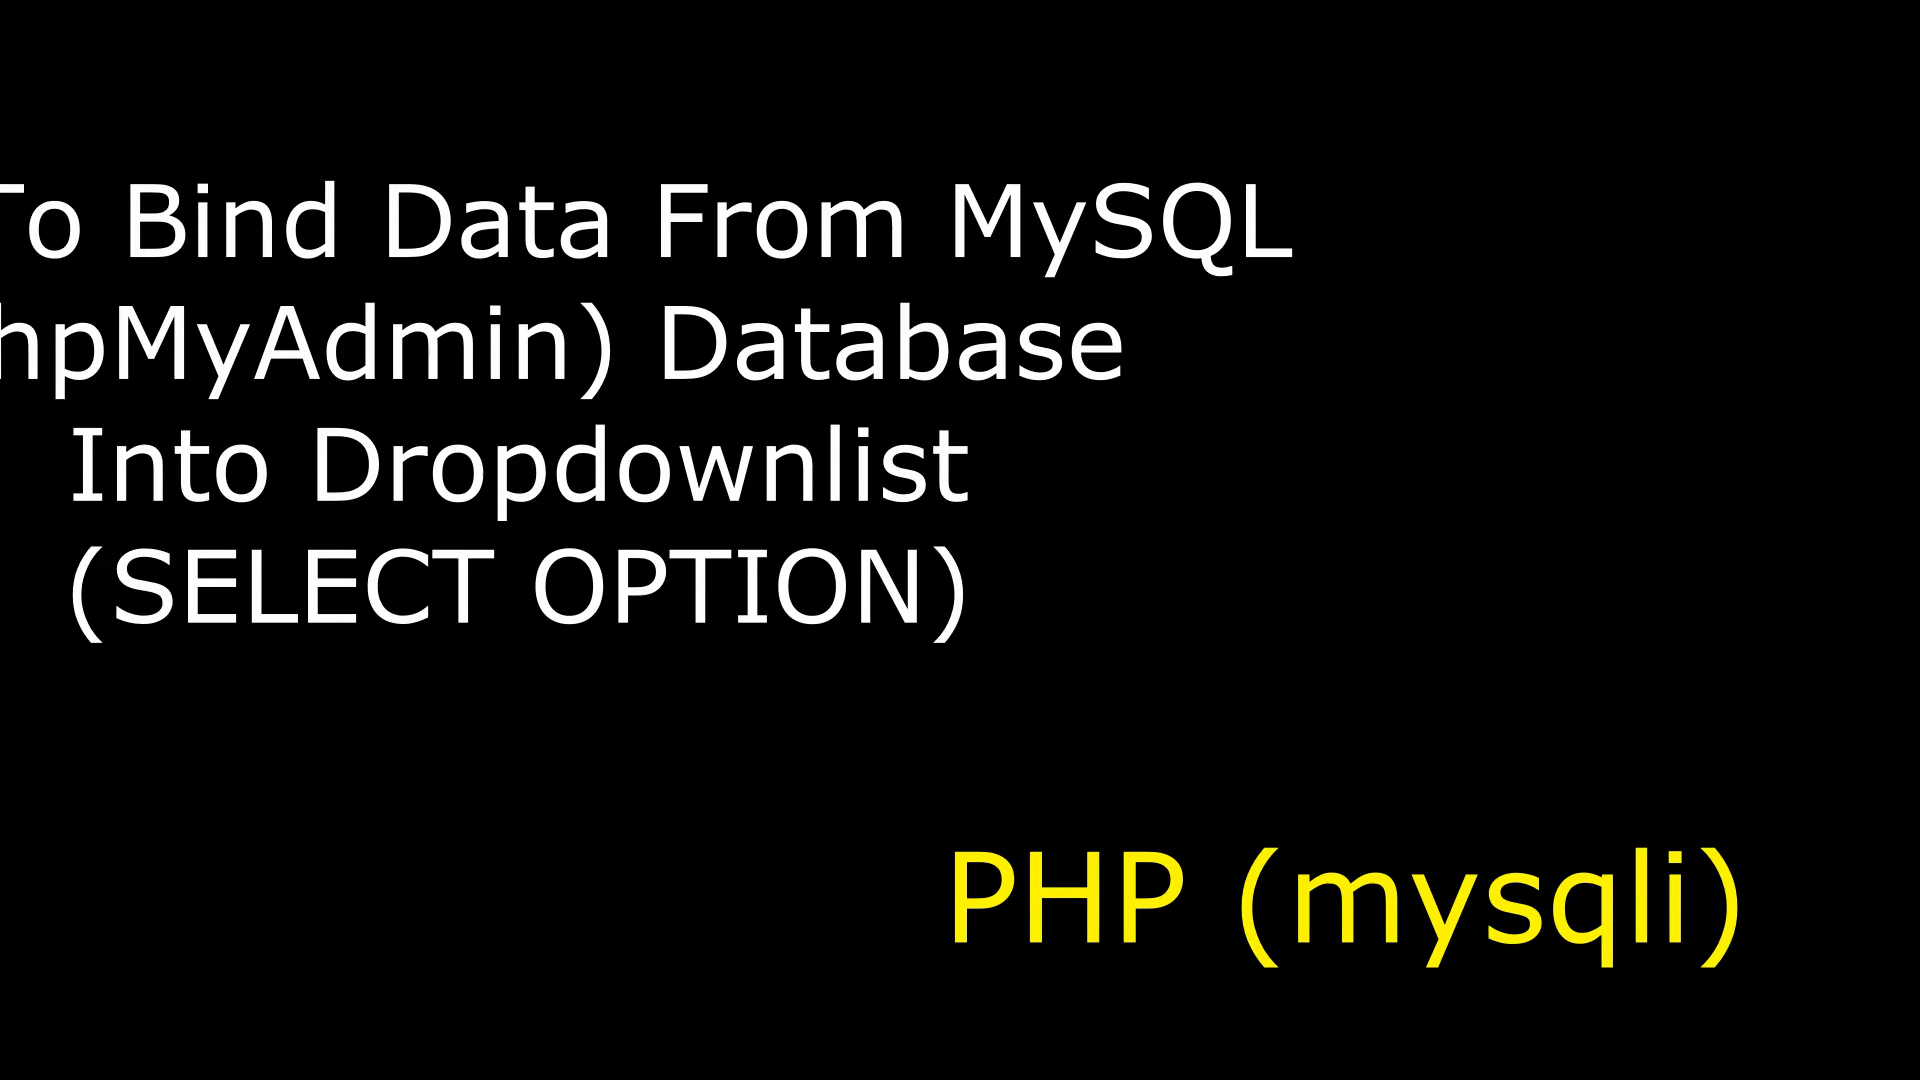 To Bind Data From MySQL
hpMyAdmin) Database
Into Dropdownlist
(SELECT OPTION)
PHP (mysqli)